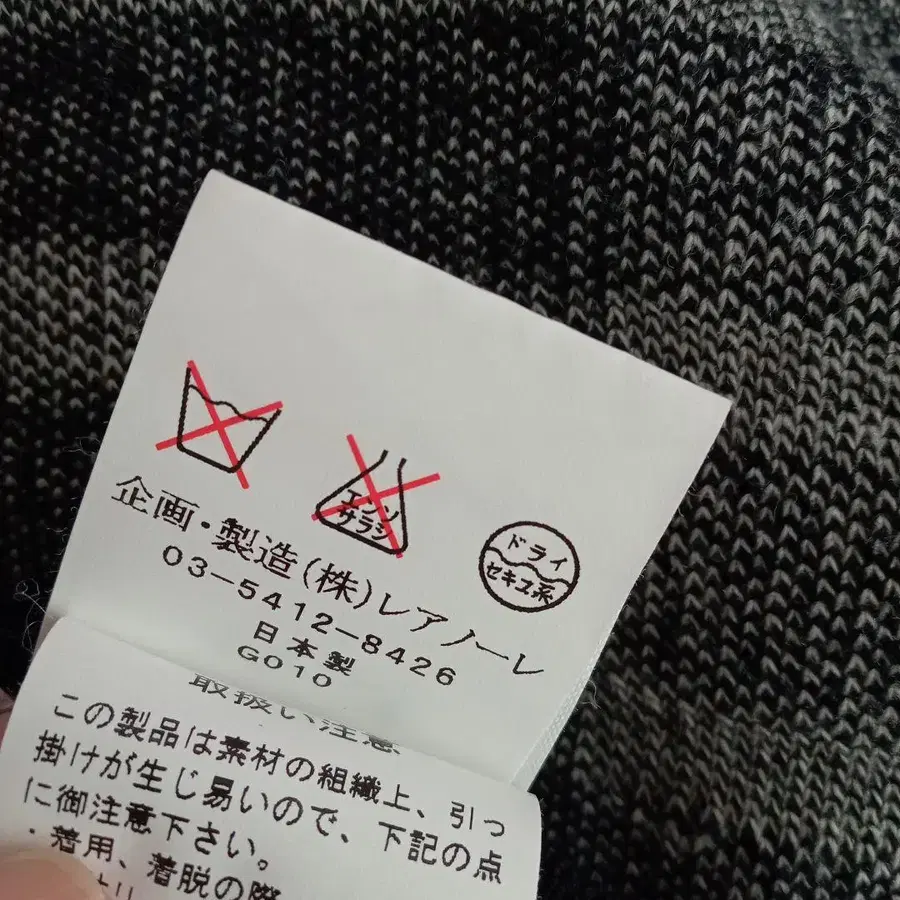 エンソ
サラシ
ドライ
セキユ系
企画・製造(株)レアノーレ
03-5412-8426
日本製
G010
取扱い注意
この製品は素材の組織上、引っ
掛けが生じ易いので、下記の点
に御注意下さい。
・着用、着脱の際